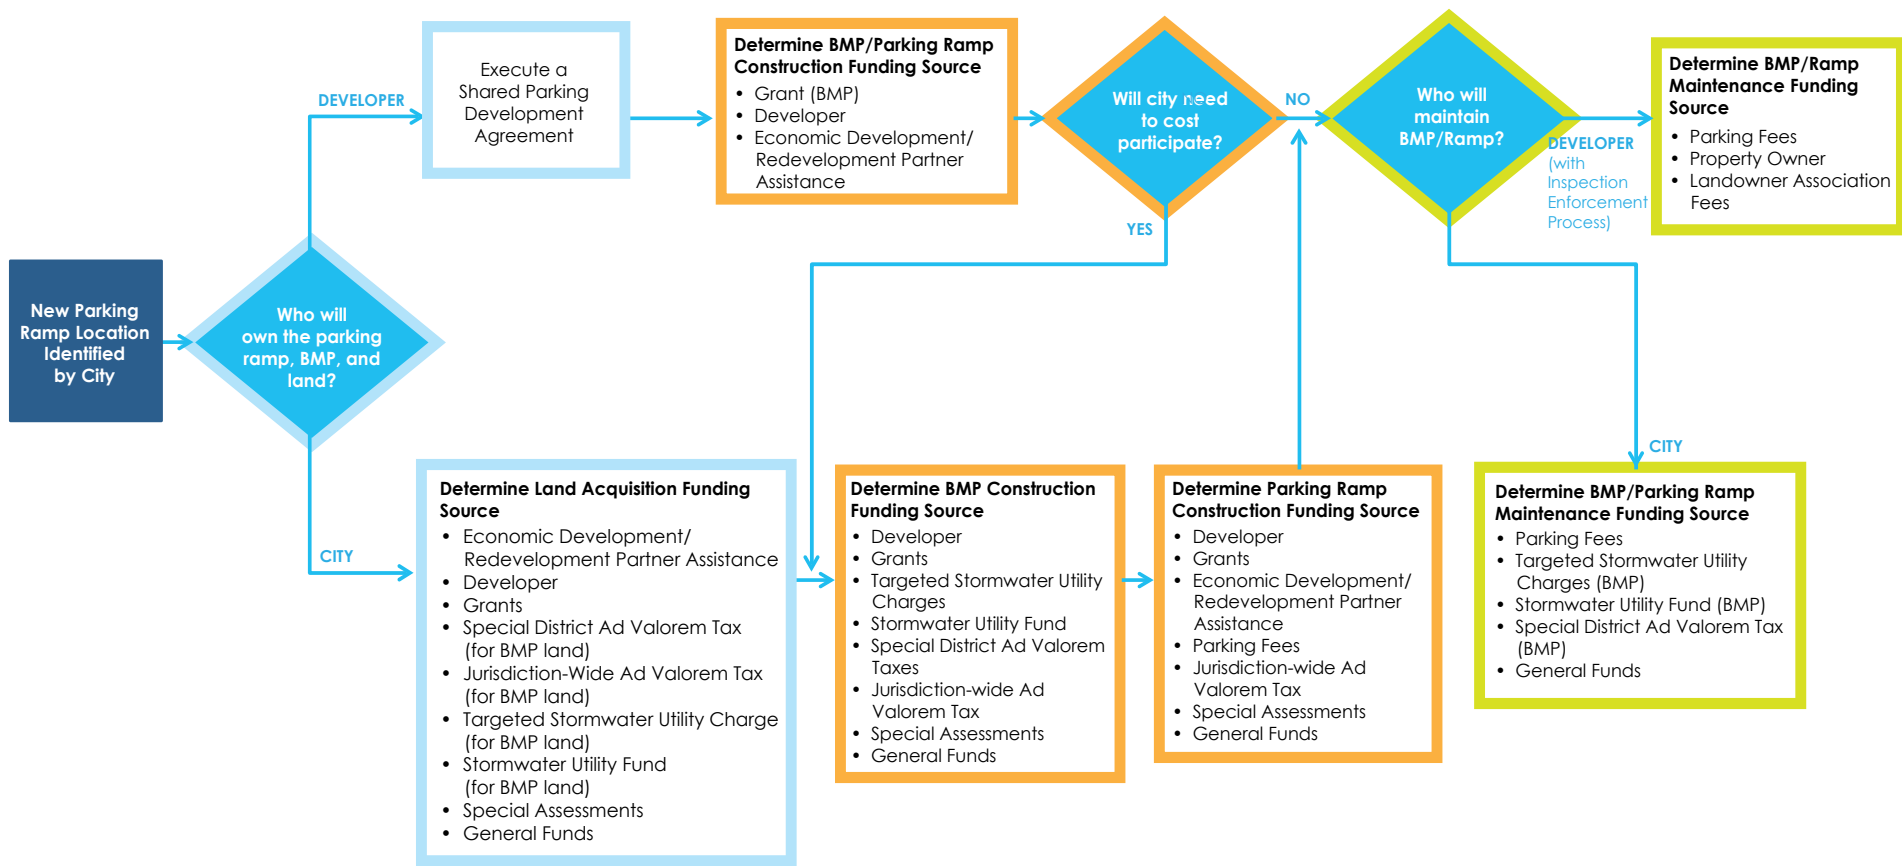 New Parking
Ramp Location
Identified
by City
Who will
own the parking
ramp, BMP, and
land?
DEVELOPER
Execute a
Shared Parking
Development
Agreement
Determine BMP/Parking Ramp
Construction Funding Source
• Grant (BMP)
• Developer
• Economic Development/
Redevelopment Partner
Assistance
Will city need
to cost
participate?
NO
YES
Who will
maintain
BMP/Ramp?
DEVELOPER
(with
Inspection
Enforcement
Process)
Determine BMP/Ramp
Maintenance Funding
Source
• Parking Fees
• Property Owner
• Landowner Association
Fees
CITY
Determine Land Acquisition Funding
Source
• Economic Development/
Redevelopment Partner Assistance
• Developer
• Grants
• Special District Ad Valorem Tax
(for BMP land)
• Jurisdiction-Wide Ad Valorem Tax
(for BMP land)
• Targeted Stormwater Utility Charge
(for BMP land)
• Stormwater Utility Fund
(for BMP land)
• Special Assessments
• General Funds
Determine BMP Construction
Funding Source
• Developer
• Grants
• Targeted Stormwater Utility
Charges
• Stormwater Utility Fund
• Special District Ad Valorem
Taxes
• Jurisdiction-wide Ad
Valorem Tax
• Special Assessments
• General Funds
Determine Parking Ramp
Construction Funding Source
• Developer
• Grants
• Economic Development/
Redevelopment Partner
Assistance
• Parking Fees
• Jurisdiction-wide Ad
Valorem Tax
• Special Assessments
• General Funds
CITY
Determine BMP/Parking Ramp
Maintenance Funding Source
• Parking Fees
• Targeted Stormwater Utility
Charges (BMP)
• Stormwater Utility Fund (BMP)
• Special District Ad Valorem Tax
(BMP)
• General Funds